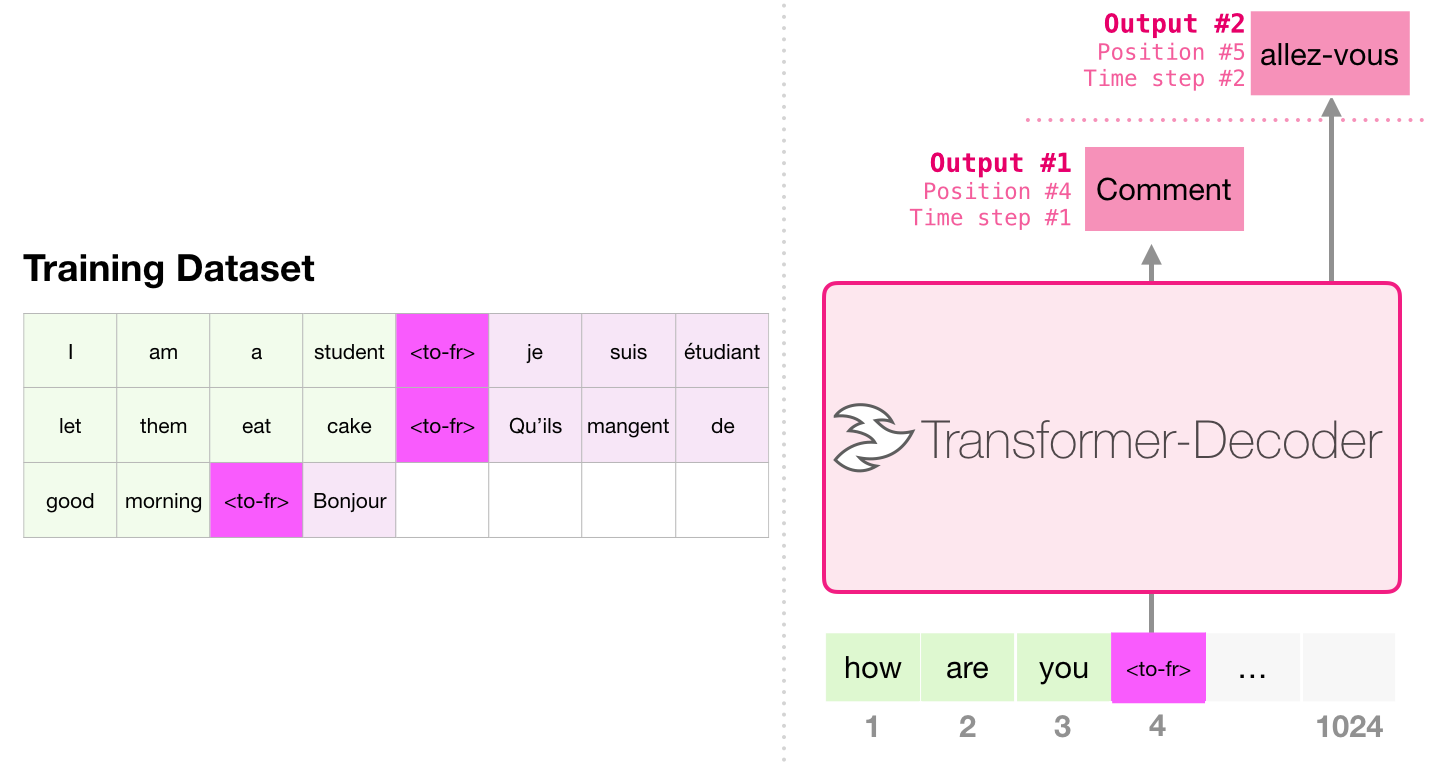 Training Dataset
I am a student <to-fr> je suis étudiant
let them eat cake <to-fr> Qu’ils mangent de
good morning <to-fr> Bonjour
Output #2
Position #5
Time step #2
allez-vous
Output #1
Position #4
Time step #1
Comment
Transformer-Decoder
how are you <to-fr> ...
1 2 3 4 1024